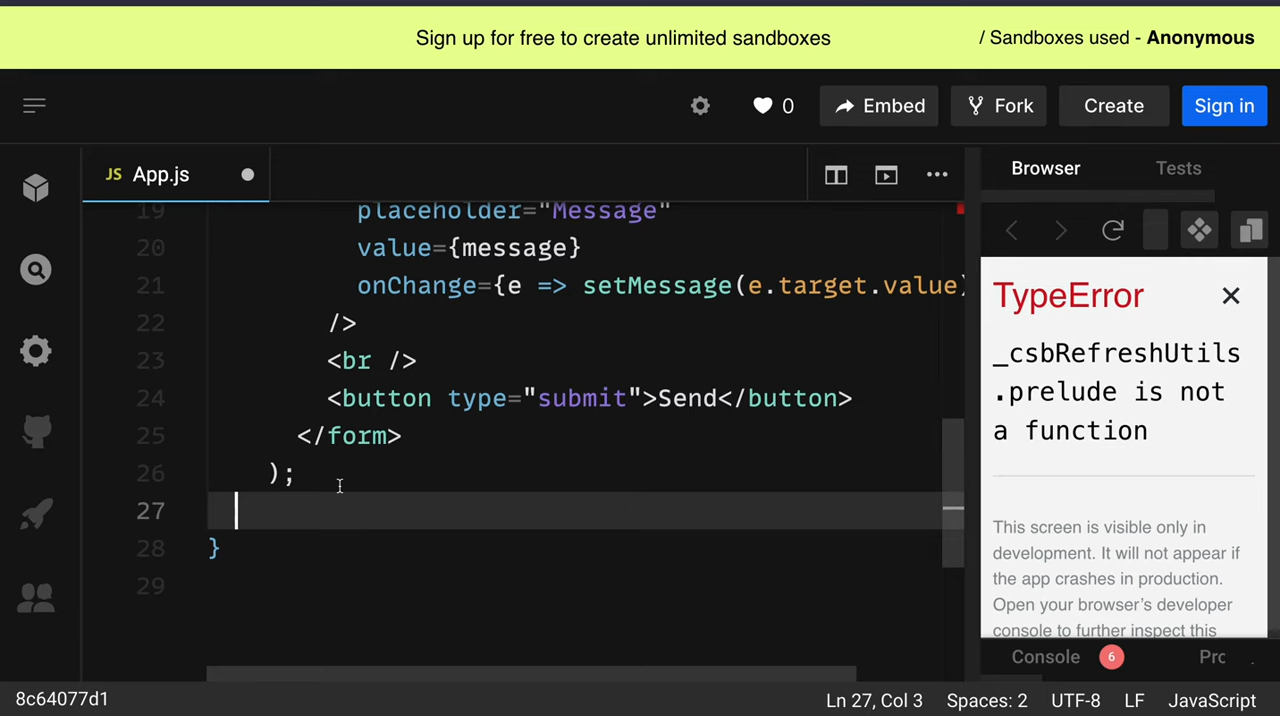 Sign up for free to create unlimited sandboxes
/ Sandboxes used - Anonymous
0
Embed
Fork
Create
Sign in
JS App.js
Browser
Tests
19 placeholder="Message"
20 value={message}
21 onChange={e => setMessage(e.target.value)
22 />
23 <br />
24 <button type="submit">Send</button>
25 </form>
26 );
27
28 }
29
TypeError
_csbRefreshUtils
.prelude is not
a function
This screen is visible only in
development. It will not appear if
the app crashes in production.
Open your browser’s developer
console to further inspect this
Console 6
8c64077d1
Ln 27, Col 3
Spaces: 2
UTF-8
LF
JavaScript